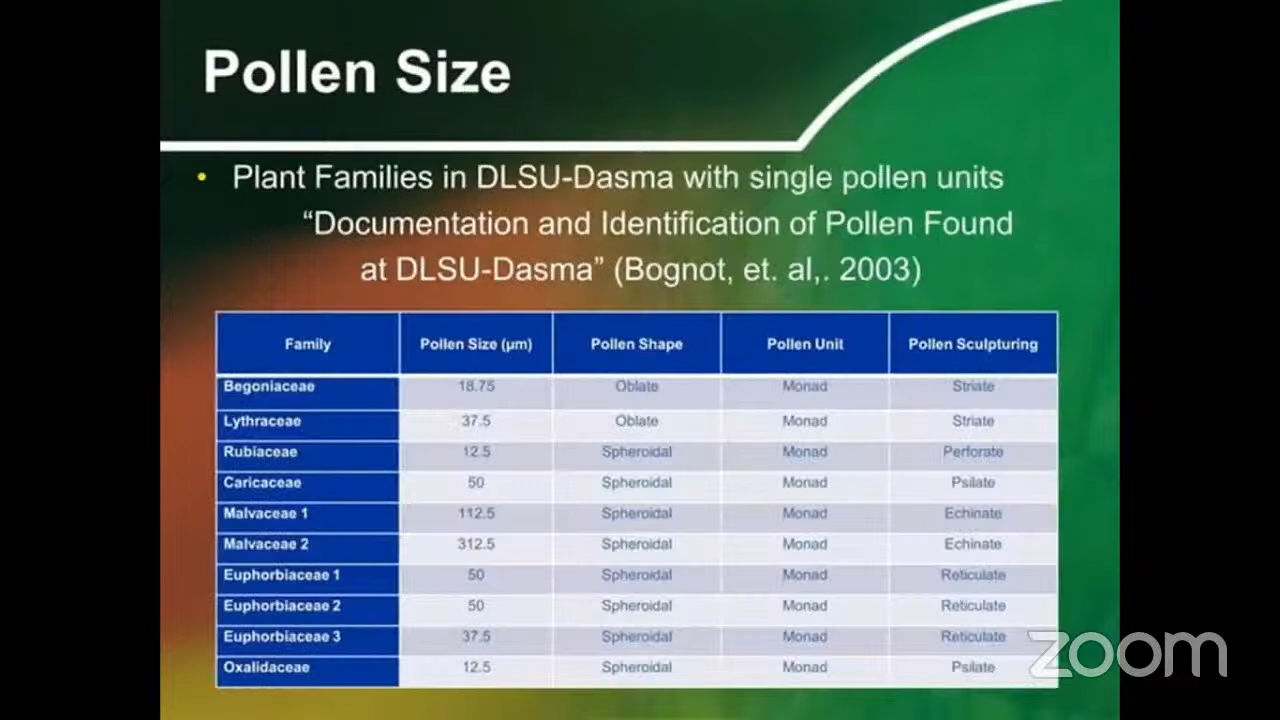 Pollen Size
• Plant Families in DLSU-Dasma with single pollen units
“Documentation and Identification of Pollen Found
at DLSU-Dasma” (Bognot, et. al,. 2003)
Family Pollen Size (µm) Pollen Shape Pollen Unit Pollen Sculpturing
Begoniaceae 18.75 Oblate Monad Striate
Lythraceae 37.5 Oblate Monad Striate
Rubiaceae 12.5 Spheroidal Monad Perforate
Caricaceae 50 Spheroidal Monad Psilate
Malvaceae 1 112.5 Spheroidal Monad Echinate
Malvaceae 2 312.5 Spheroidal Monad Echinate
Euphorbiaceae 1 50 Spheroidal Monad Reticulate
Euphorbiaceae 2 50 Spheroidal Monad Reticulate
Euphorbiaceae 3 37.5 Spheroidal Monad Reticulate
Oxalidaceae 12.5 Spheroidal Monad Psilate
zoom